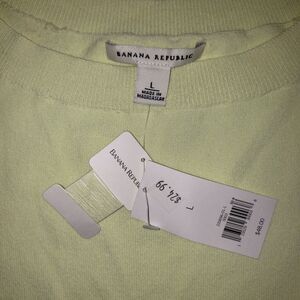 BANANA REPUBLIC
L
MADE IN
MADAGASCAR
BANANA REPUBLIC
$24.99
L
$48.00